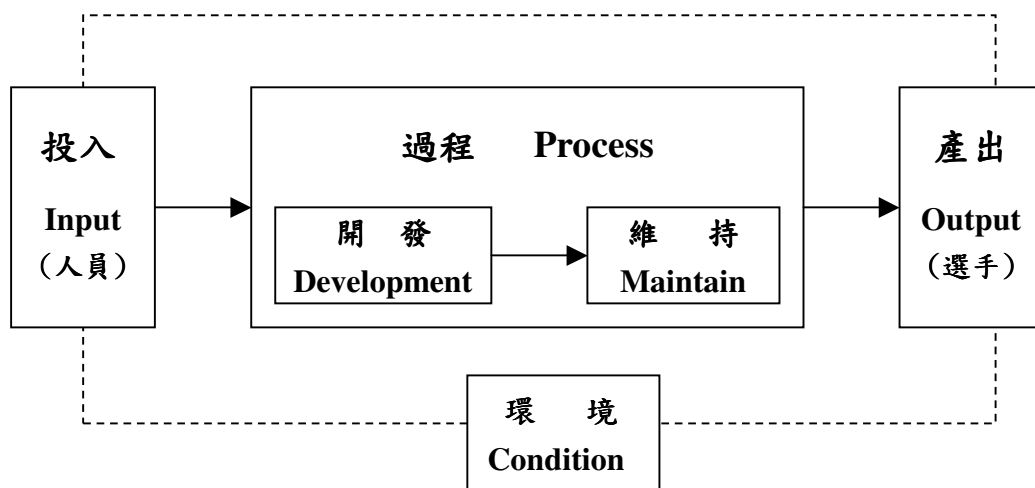 投入
Input
（人員）
過程 Process
開 發
Development
維 持
Maintain
產出
Output
（選手）
環 境
Condition